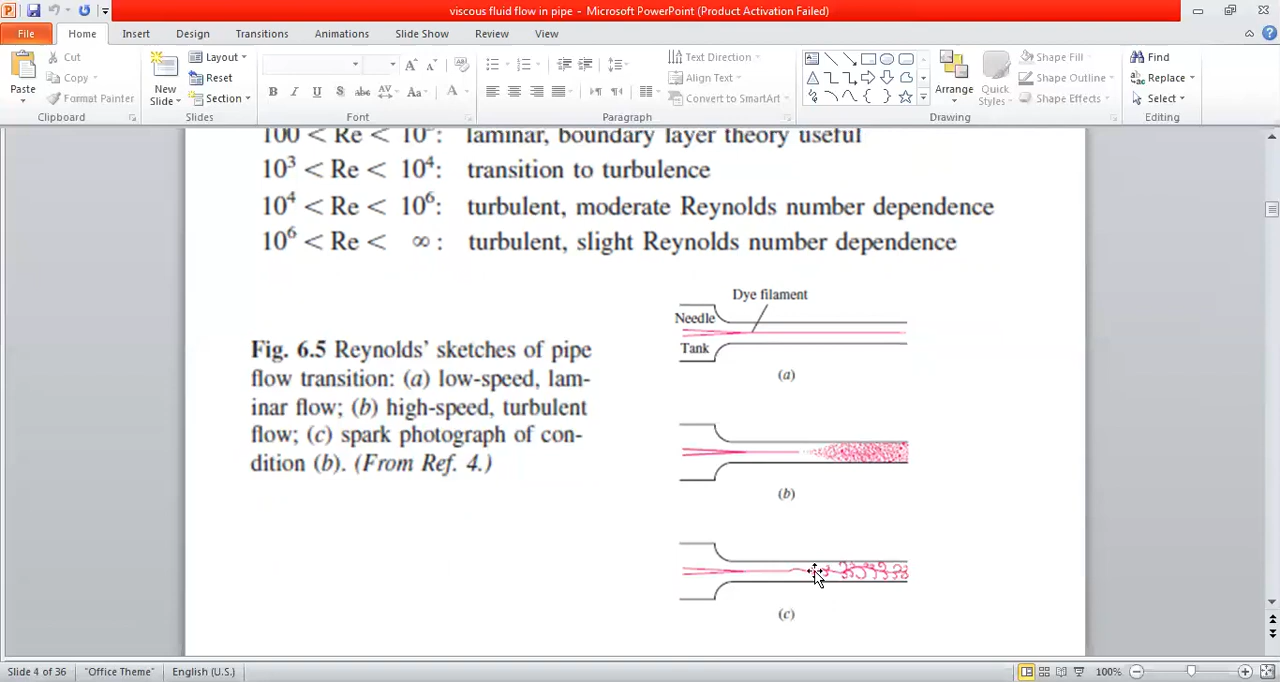 viscous fluid flow in pipe - Microsoft PowerPoint (Product Activation Failed)
File Home Insert Design Transitions Animations Slide Show Review View
Cut
Copy
Format Painter
Paste
Clipboard
New
Slide
Layout
Reset
Section
Slides
B I U S abc AV Aa A
Font
Paragraph
Text Direction
Align Text
Convert to SmartArt
Arrange
Quick
Styles
Shape Fill
Shape Outline
Shape Effects
Drawing
Find
Replace
Select
Editing
100 < Re < laminar, boundary layer theory useful
10³ < Re < 10⁴: transition to turbulence
10⁴ < Re < 10⁶: turbulent, moderate Reynolds number dependence
10⁶ < Re < ∞: turbulent, slight Reynolds number dependence
Fig. 6.5 Reynolds' sketches of pipe
flow transition: (a) low-speed, lam-
inar flow; (b) high-speed, turbulent
flow; (c) spark photograph of con-
dition (b). (From Ref. 4.)
Dye filament
Needle
Tank
(a)
(b)
(c)
Slide 4 of 36 "Office Theme" English (U.S.) 100%